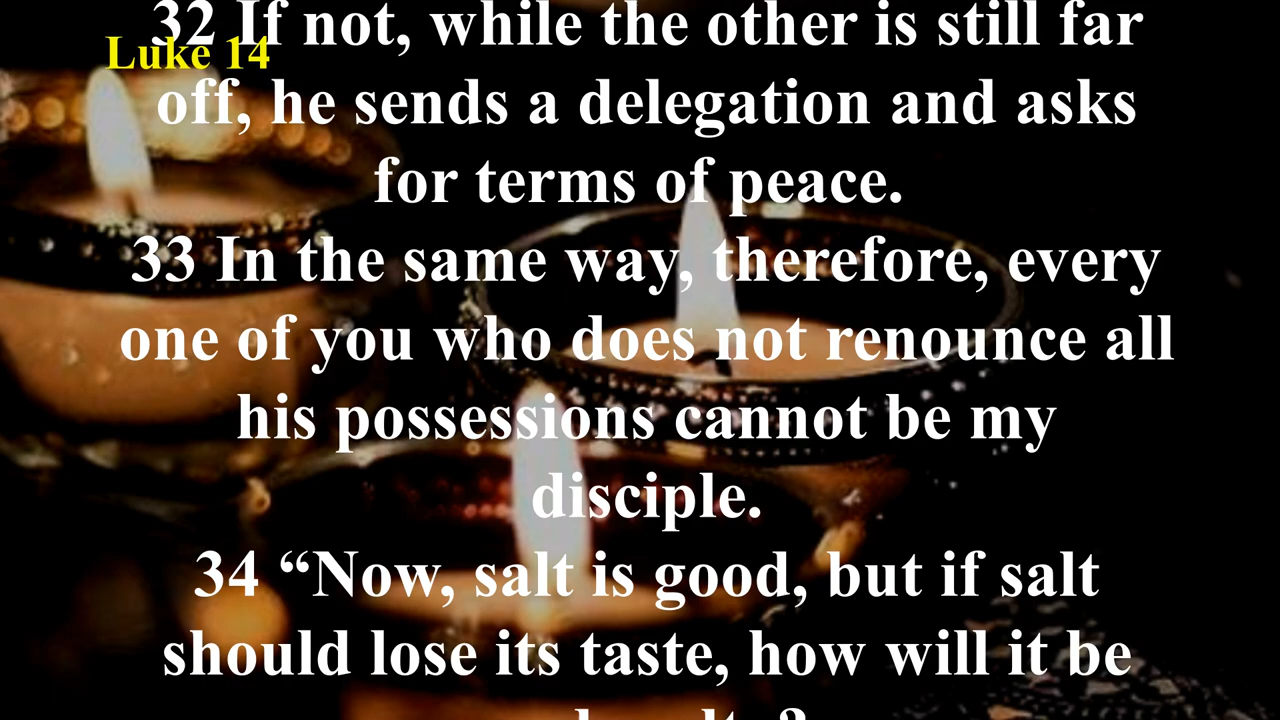 Luke 14
32 If not, while the other is still far
off, he sends a delegation and asks
for terms of peace.
33 In the same way, therefore, every
one of you who does not renounce all
his possessions cannot be my
disciple.
34 “Now, salt is good, but if salt
should lose its taste, how will it be